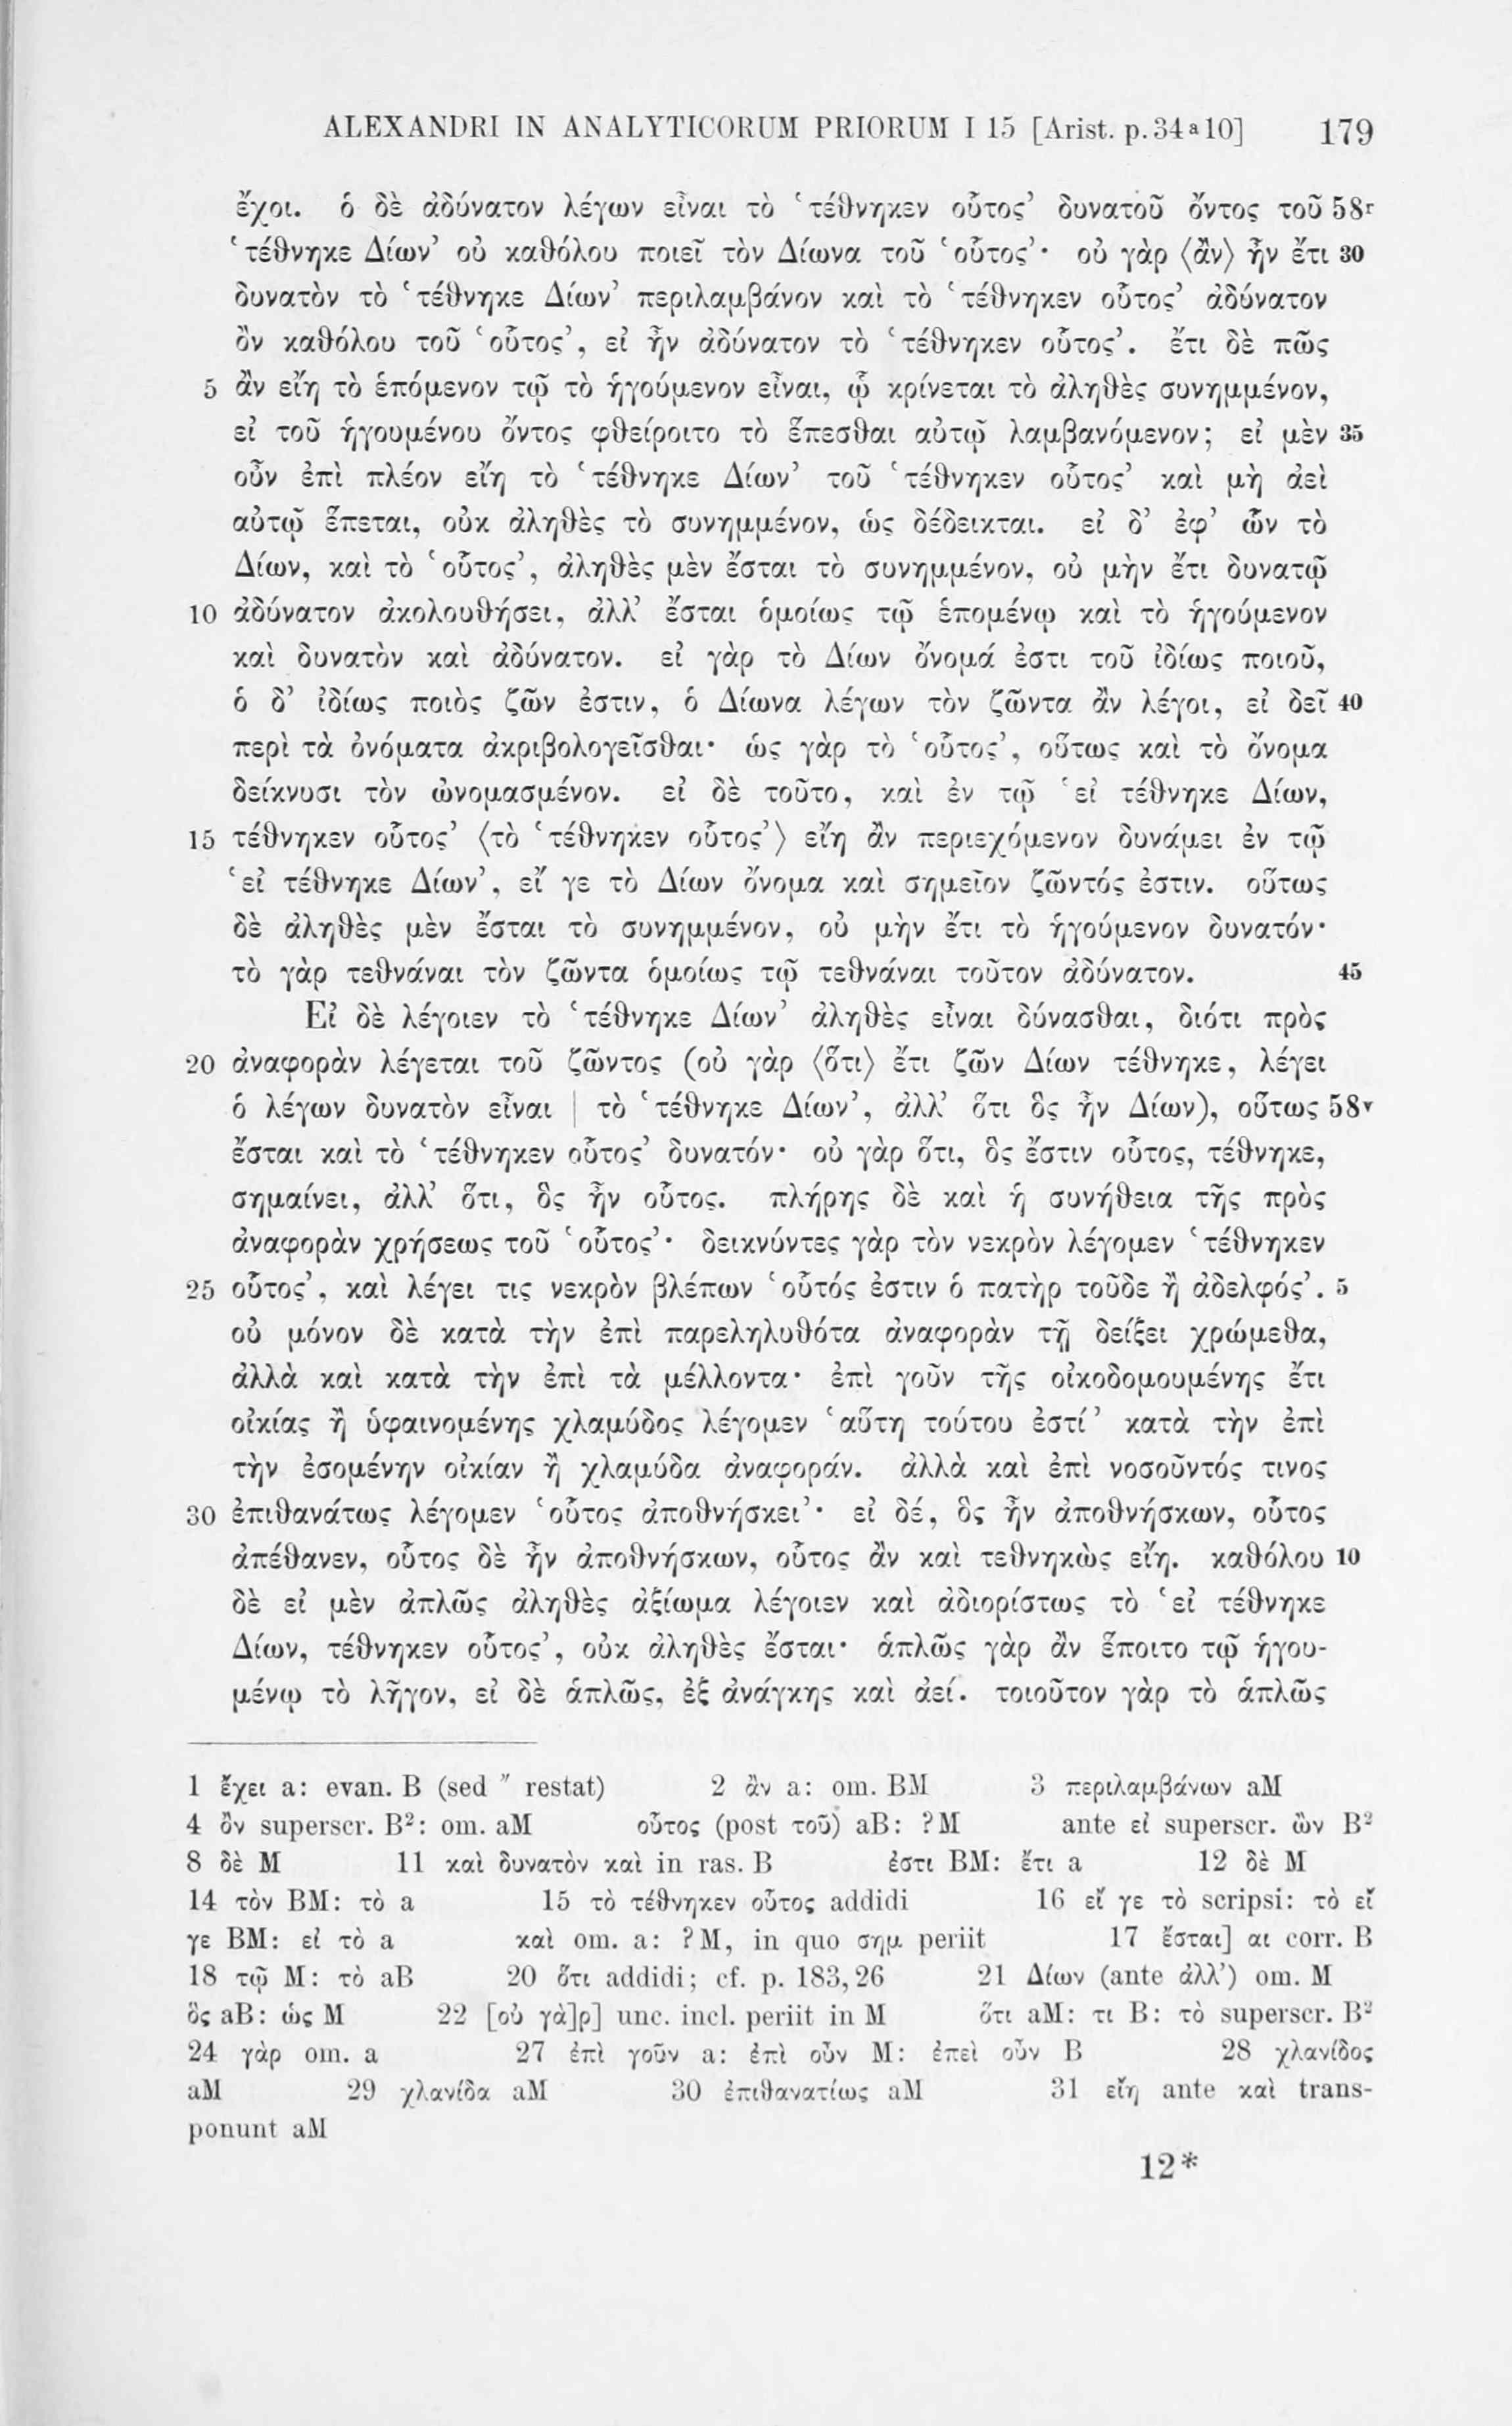 ALEXANDRI IN ANALYTICORUM PRIORUM I 15 [Arist. p. 34ᵃ10] 179
ἔχοι. ὁ δὲ ἀδύνατον λέγων εἶναι τὸ ‘τέθνηκεν οὗτος’ δυνατοῦ ὄντος τοῦ 58ʳ
‘τέθνηκε Δίων’ οὐ καθόλου ποιεῖ τὸν Δίωνα τοῦ ‘οὗτος’· οὐ γὰρ ⟨ἂν⟩ ἦν ἔτι 30
δυνατὸν τὸ ‘τέθνηκε Δίων’ περιλαμβάνον καὶ τὸ ‘τέθνηκεν οὗτος’ ἀδύνατον
ὂν καθόλου τοῦ ‘οὗτος’, εἰ ἦν ἀδύνατον τὸ ‘τέθνηκεν οὗτος’. ἔτι δὲ πῶς
5 ἂν εἴη τὸ ἑπόμενον τῷ τὸ ἡγούμενον εἶναι, ᾧ κρίνεται τὸ ἀληθὲς συνημμένον,
εἰ τοῦ ἡγουμένου ὄντος φθείροιτο τὸ ἕπεσθαι αὐτῷ λαμβανόμενον; εἰ μὲν 35
οὖν ἐπὶ πλέον εἴη τὸ ‘τέθνηκε Δίων’ τοῦ ‘τέθνηκεν οὗτος’ καὶ μὴ ἀεὶ
αὐτῷ ἕπεται, οὐκ ἀληθὲς τὸ συνημμένον, ὡς δέδεικται. εἰ δ’ ἐφ’ ὧν τὸ
Δίων, καὶ τὸ ‘οὗτος’, ἀληθὲς μὲν ἔσται τὸ συνημμένον, οὐ μὴν ἔτι δυνατῷ
10 ἀδύνατον ἀκολουθήσει, ἀλλ’ ἔσται ὁμοίως τῷ ἑπομένῳ καὶ τὸ ἡγούμενον
καὶ δυνατὸν καὶ ἀδύνατον. εἰ γὰρ τὸ Δίων ὄνομά ἐστι τοῦ ἰδίως ποιοῦ,
ὁ δ’ ἰδίως ποιὸς ζῶν ἐστιν, ὁ Δίωνα λέγων τὸν ζῶντα ἂν λέγοι, εἰ δεῖ 40
περὶ τὰ ὀνόματα ἀκριβολογεῖσθαι· ὡς γὰρ τὸ ‘οὗτος’, οὕτως καὶ τὸ ὄνομα
δείκνυσι τὸν ὠνομασμένον. εἰ δὲ τοῦτο, καὶ ἐν τῷ ‘εἰ τέθνηκε Δίων,
15 τέθνηκεν οὗτος’ ⟨τὸ ‘τέθνηκεν οὗτος’⟩ εἴη ἂν περιεχόμενον δυνάμει ἐν τῷ
‘εἰ τέθνηκε Δίων’, εἴ γε τὸ Δίων ὄνομα καὶ σημεῖον ζῶντός ἐστιν. οὕτως
δὲ ἀληθὲς μὲν ἔσται τὸ συνημμένον, οὐ μὴν ἔτι τὸ ἡγούμενον δυνατόν·
τὸ γὰρ τεθνάναι τὸν ζῶντα ὁμοίως τῷ τεθνάναι τοῦτον ἀδύνατον. 45
Εἰ δὲ λέγοιεν τὸ ‘τέθνηκε Δίων’ ἀληθὲς εἶναι δύνασθαι, διότι πρὸς
20 ἀναφορὰν λέγεται τοῦ ζῶντος (οὐ γὰρ ⟨ὅτι⟩ ἔτι ζῶν Δίων τέθνηκε, λέγει
ὁ λέγων δυνατὸν εἶναι | τὸ ‘τέθνηκε Δίων’, ἀλλ’ ὅτι ὃς ἦν Δίων), οὕτως 58ᵛ
ἔσται καὶ τὸ ‘τέθνηκεν οὗτος’ δυνατόν· οὐ γὰρ ὅτι, ὃς ἔστιν οὗτος, τέθνηκε,
σημαίνει, ἀλλ’ ὅτι, ὃς ἦν οὗτος. πλήρης δὲ καὶ ἡ συνήθεια τῆς πρὸς
ἀναφορὰν χρήσεως τοῦ ‘οὗτος’· δεικνύντες γὰρ τὸν νεκρὸν λέγομεν ‘τέθνηκεν
25 οὗτος’, καὶ λέγει τις νεκρὸν βλέπων ‘οὗτός ἐστιν ὁ πατὴρ τοῦδε ἢ ἀδελφός’. 5
οὐ μόνον δὲ κατὰ τὴν ἐπὶ παρεληλυθότα ἀναφορὰν τῇ δείξει χρώμεθα,
ἀλλὰ καὶ κατὰ τὴν ἐπὶ τὰ μέλλοντα· ἐπὶ γοῦν τῆς οἰκοδομουμένης ἔτι
οἰκίας ἢ ὑφαινομένης χλαμύδος λέγομεν ‘αὕτη τούτου ἐστί’ κατὰ τὴν ἐπὶ
τὴν ἐσομένην οἰκίαν ἢ χλαμύδα ἀναφοράν. ἀλλὰ καὶ ἐπὶ νοσοῦντός τινος
30 ἐπιθανάτως λέγομεν ‘οὗτος ἀποθνήσκει’· εἰ δέ, ὃς ἦν ἀποθνήσκων, οὗτος
ἀπέθανεν, οὗτος δὲ ἦν ἀποθνήσκων, οὗτος ἂν καὶ τεθνηκὼς εἴη. καθόλου 10
δὲ εἰ μὲν ἁπλῶς ἀληθὲς ἀξίωμα λέγοιεν καὶ ἀδιορίστως τὸ ‘εἰ τέθνηκε
Δίων, τέθνηκεν οὗτος’, οὐκ ἀληθὲς ἔσται· ἁπλῶς γὰρ ἂν ἕποιτο τῷ ἡγου-
μένῳ τὸ λῆγον, εἰ δὲ ἁπλῶς, ἐξ ἀνάγκης καὶ ἀεί. τοιοῦτον γὰρ τὸ ἁπλῶς
1 ἔχει a: evan. B (sed ″ restat) 2 ἂν a: om. BM 3 περιλαμβάνων aM
4 ὂν superscr. B²: om. aM οὗτος (post τοῦ) aB: ?M ante εἰ superscr. ὢν B²
8 δὲ M 11 καὶ δυνατὸν καὶ in ras. B ἐστι BM: ἔτι a 12 δὲ M
14 τὸν BM: τὸ a 15 τὸ τέθνηκεν οὗτος addidi 16 εἴ γε τὸ scripsi: τὸ εἴ
γε BM: εἰ τὸ a καὶ om. a: ?M, in quo σημ periit 17 ἔσται] αι corr. B
18 τῷ M: τὸ aB 20 ὅτι addidi; cf. p. 183,26 21 Δίων (ante ἀλλ’) om. M
ὃς aB: ὡς M 22 [οὐ γὰ]ρ] unc. incl. periit in M ὅτι aM: τι B: τὸ superscr. B²
24 γὰρ om. a 27 ἐπὶ γοῦν a: ἐπὶ οὖν M: ἐπεὶ οὖν B 28 χλανίδος
aM 29 χλανίδα aM 30 ἐπιθανατίως aM 31 εἴη ante καὶ trans-
ponunt aM
12*